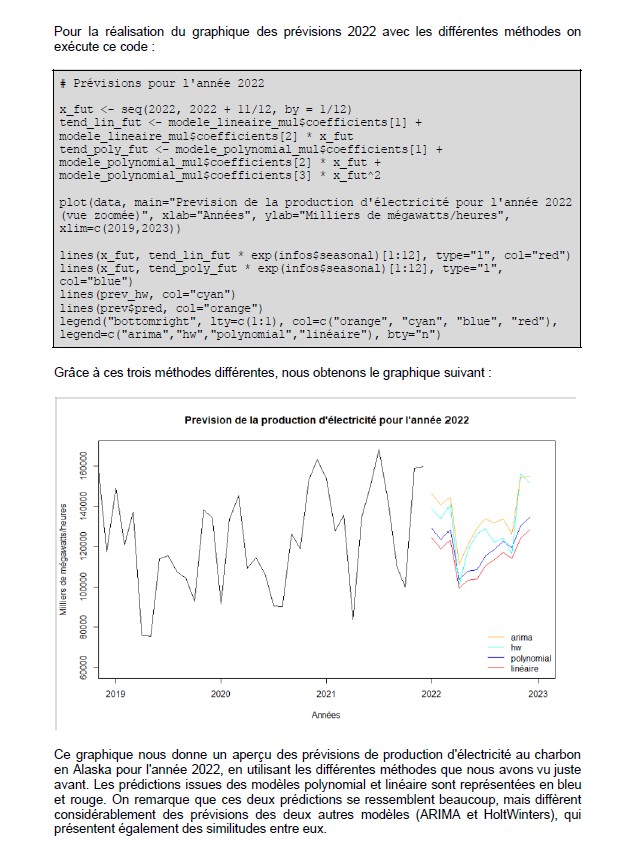 Pour la réalisation du graphique des prévisions 2022 avec les différentes méthodes on
exécute ce code :
# Prévisions pour l'année 2022
x_fut <- seq(2022, 2022 + 11/12, by = 1/12)
tend_lin_fut <- modele_lineaire_mul$coefficients[1] +
modele_lineaire_mul$coefficients[2] * x_fut
tend_poly_fut <- modele_polynomial_mul$coefficients[1] +
modele_polynomial_mul$coefficients[2] * x_fut +
modele_polynomial_mul$coefficients[3] * x_fut^2
plot(data, main="Prevision de la production d'électricité pour l'année 2022
(vue zoomée)", xlab="Années", ylab="Milliers de mégawatts/heures",
xlim=c(2019,2023))
lines(x_fut, tend_lin_fut * exp(infos$seasonal)[1:12], type="l", col="red")
lines(x_fut, tend_poly_fut * exp(infos$seasonal)[1:12], type="l",
col="blue")
lines(prev_hw, col="cyan")
lines(prev$pred, col="orange")
legend("bottomright", lty=c(1:1), col=c("orange", "cyan", "blue", "red"),
legend=c("arima","hw","polynomial","linéaire"), bty="n")
Grâce à ces trois méthodes différentes, nous obtenons le graphique suivant :
Prevision de la production d'électricité pour l'année 2022
Milliers de mégawatts/heures
160000
140000
120000
100000
80000
60000
arima
hw
polynomial
linéaire
2019 2020 2021 2022 2023
Années
Ce graphique nous donne un aperçu des prévisions de production d'électricité au charbon
en Alaska pour l'année 2022, en utilisant les différentes méthodes que nous avons vu juste
avant. Les prédictions issues des modèles polynomial et linéaire sont représentées en bleu
et rouge. On remarque que ces deux prédictions se ressemblent beaucoup, mais diffèrent
considérablement des prévisions des deux autres modèles (ARIMA et HoltWinters), qui
présentent également des similitudes entre eux.